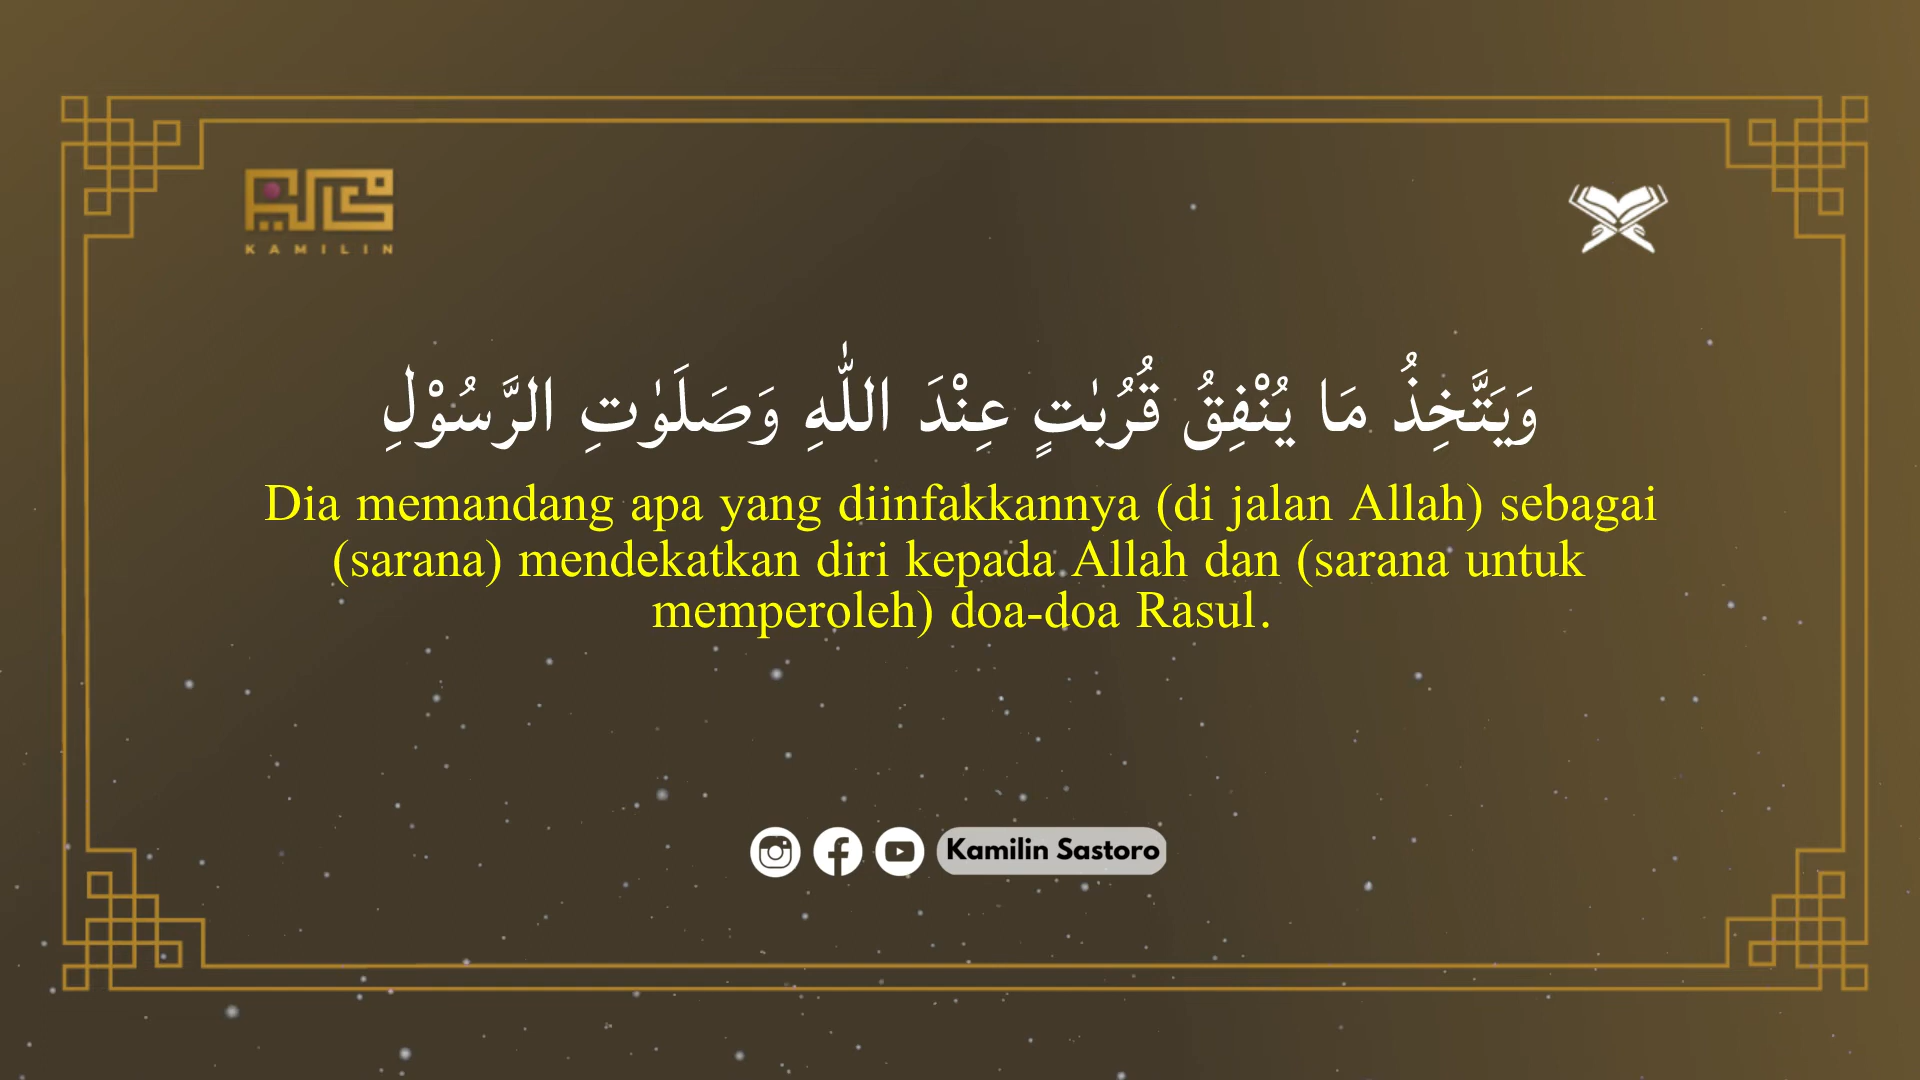 KAMILIN
وَيَتَّخِذُ مَا يُنْفِقُ قُرُبٰتٍ عِنْدَ اللّٰهِ وَصَلَوٰتِ الرَّسُوْلِ
Dia memandang apa yang diinfakkannya (di jalan Allah) sebagai
(sarana) mendekatkan diri kepada Allah dan (sarana untuk
memperoleh) doa-doa Rasul.
Kamilin Sastoro